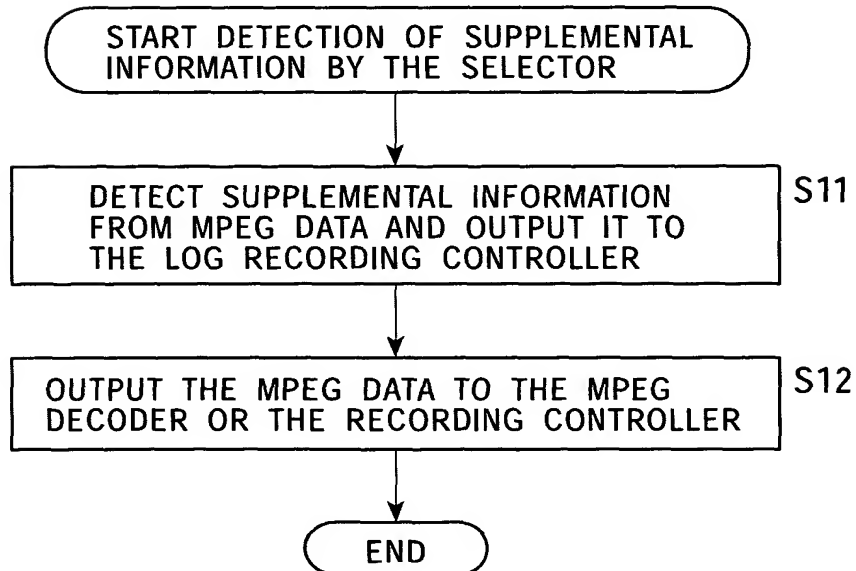 START DETECTION OF SUPPLEMENTAL
INFORMATION BY THE SELECTOR
DETECT SUPPLEMENTAL INFORMATION
FROM MPEG DATA AND OUTPUT IT TO
THE LOG RECORDING CONTROLLER
S11
OUTPUT THE MPEG DATA TO THE MPEG
DECODER OR THE RECORDING CONTROLLER
S12
END